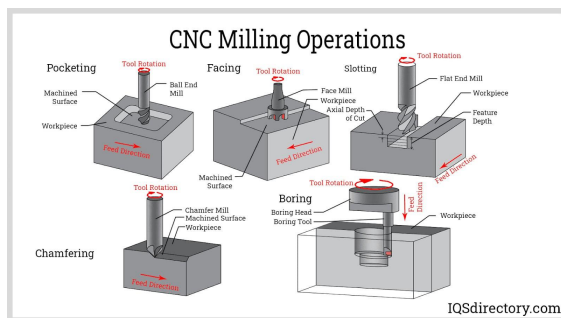 CNC Milling Operations
Pocketing
Tool Rotation
Ball End
Mill
Machined
Surface
Workpiece
Feed Direction
Facing
Tool Rotation
Face Mill
Workpiece
Feed Direction
Machined
Surface
Slotting
Tool Rotation
Flat End Mill
Workpiece
Axial Depth
of Cut
Feature
Depth
Feed Direction
Chamfering
Tool Rotation
Chamfer Mill
Machined Surface
Workpiece
Feed Direction
Boring
Tool Rotation
Boring Head
Boring Tool
Feed
Direction
Workpiece
IQSdirectory.com